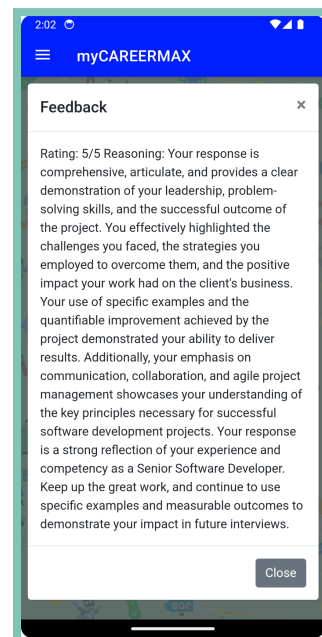 2:02
myCAREERMAX
Feedback
×
Rating: 5/5 Reasoning: Your response is
comprehensive, articulate, and provides a clear
demonstration of your leadership, problem-
solving skills, and the successful outcome of
the project. You effectively highlighted the
challenges you faced, the strategies you
employed to overcome them, and the positive
impact your work had on the client's business.
Your use of specific examples and the
quantifiable improvement achieved by the
project demonstrated your ability to deliver
results. Additionally, your emphasis on
communication, collaboration, and agile project
management showcases your understanding of
the key principles necessary for successful
software development projects. Your response
is a strong reflection of your experience and
competency as a Senior Software Developer.
Keep up the great work, and continue to use
specific examples and measurable outcomes to
demonstrate your impact in future interviews.
Close
JOB